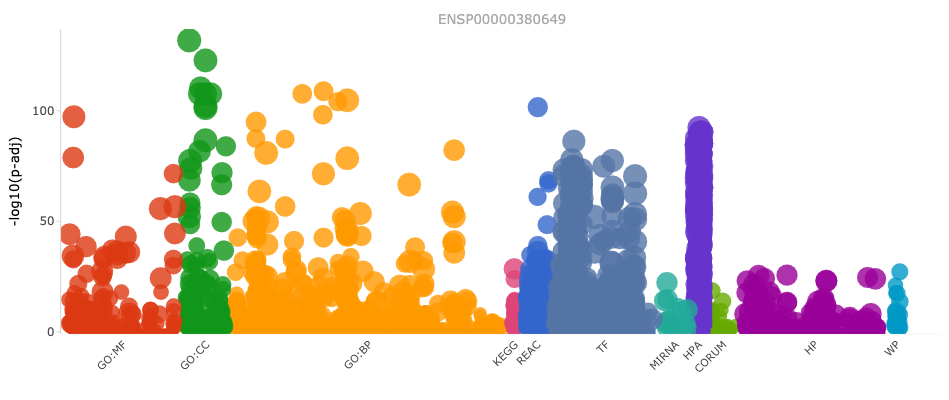 ENSP00000380649
-log10(p-adj)
100
50
0
GO:MF
GO:CC
GO:BP
KEGG
REAC
TF
MIRNA
HPA
CORUM
HP
WP